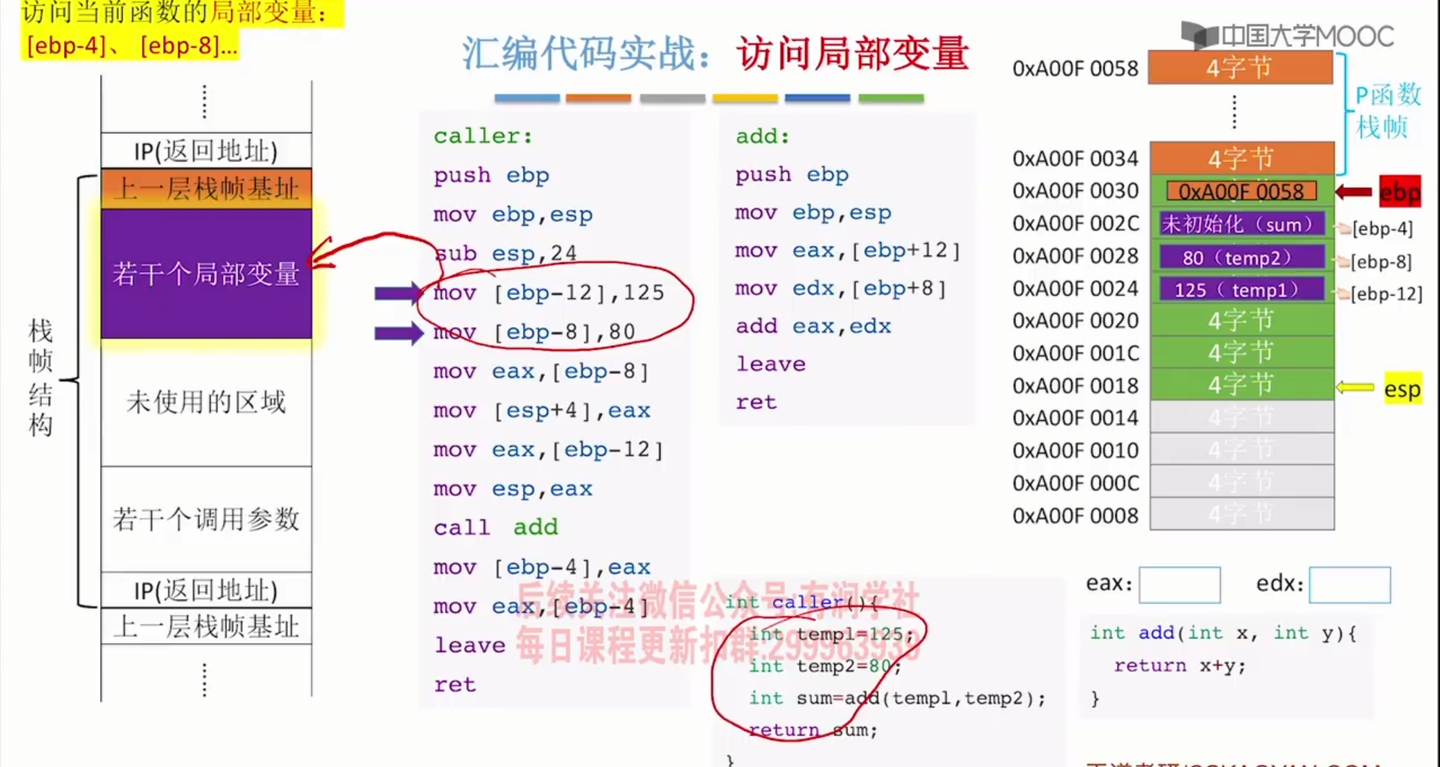 访问当前函数的局部变量：
[ebp-4]、 [ebp-8]...
汇编代码实战：访问局部变量
中国大学MOOC
IP(返回地址)
上一层栈帧基址
若干个局部变量
未使用的区域
若干个调用参数
IP(返回地址)
上一层栈帧基址
栈帧结构
caller:
push ebp
mov ebp,esp
sub esp,24
mov [ebp-12],125
mov [ebp-8],80
mov eax,[ebp-8]
mov [esp+4],eax
mov eax,[ebp-12]
mov esp,eax
call add
mov [ebp-4],eax
mov eax,[ebp-4]
leave
ret
add:
push ebp
mov ebp,esp
mov eax,[ebp+12]
mov edx,[ebp+8]
add eax,edx
leave
ret
0xA00F 0058 4字节
P函数
栈帧
0xA00F 0034 4字节
0xA00F 0030 0xA00F 0058 ebp
0xA00F 002C 未初始化（sum） [ebp-4]
0xA00F 0028 80（temp2） [ebp-8]
0xA00F 0024 125（ temp1） [ebp-12]
0xA00F 0020 4字节
0xA00F 001C 4字节
0xA00F 0018 4字节 esp
0xA00F 0014 4字节
0xA00F 0010 4字节
0xA00F 000C 4字节
0xA00F 0008 4字节
eax: edx:
int caller(){
int temp1=125;
int temp2=80;
int sum=add(temp1,temp2);
return sum;
}
int add(int x, int y){
return x+y;
}
后续关注微信公众号:有润学社
每日课程更新扣群:299963930